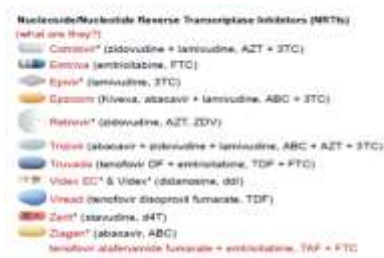 Nucleoside/Nucleotide Reverse Transcriptase Inhibitors (NRTIs)
(what are they?)
Combivir* (zidovudine + lamivudine, AZT + 3TC)
Emtriva (emtricitabine, FTC)
Epivir* (lamivudine, 3TC)
Epzicom (Kivexa, abacavir + lamivudine, ABC + 3TC)
Retrovir* (zidovudine, AZT, ZDV)
Trizivir (abacavir + zidovudine + lamivudine, ABC + AZT + 3TC)
Truvada (tenofovir DF + emtricitabine, TDF + FTC)
Videx EC* & Videx* (didanosine, ddI)
Viread (tenofovir disoproxil fumarate, TDF)
Zerit* (stavudine, d4T)
Ziagen* (abacavir, ABC)
tenofovir alafenamide fumarate + emtricitabine, TAF + FTC